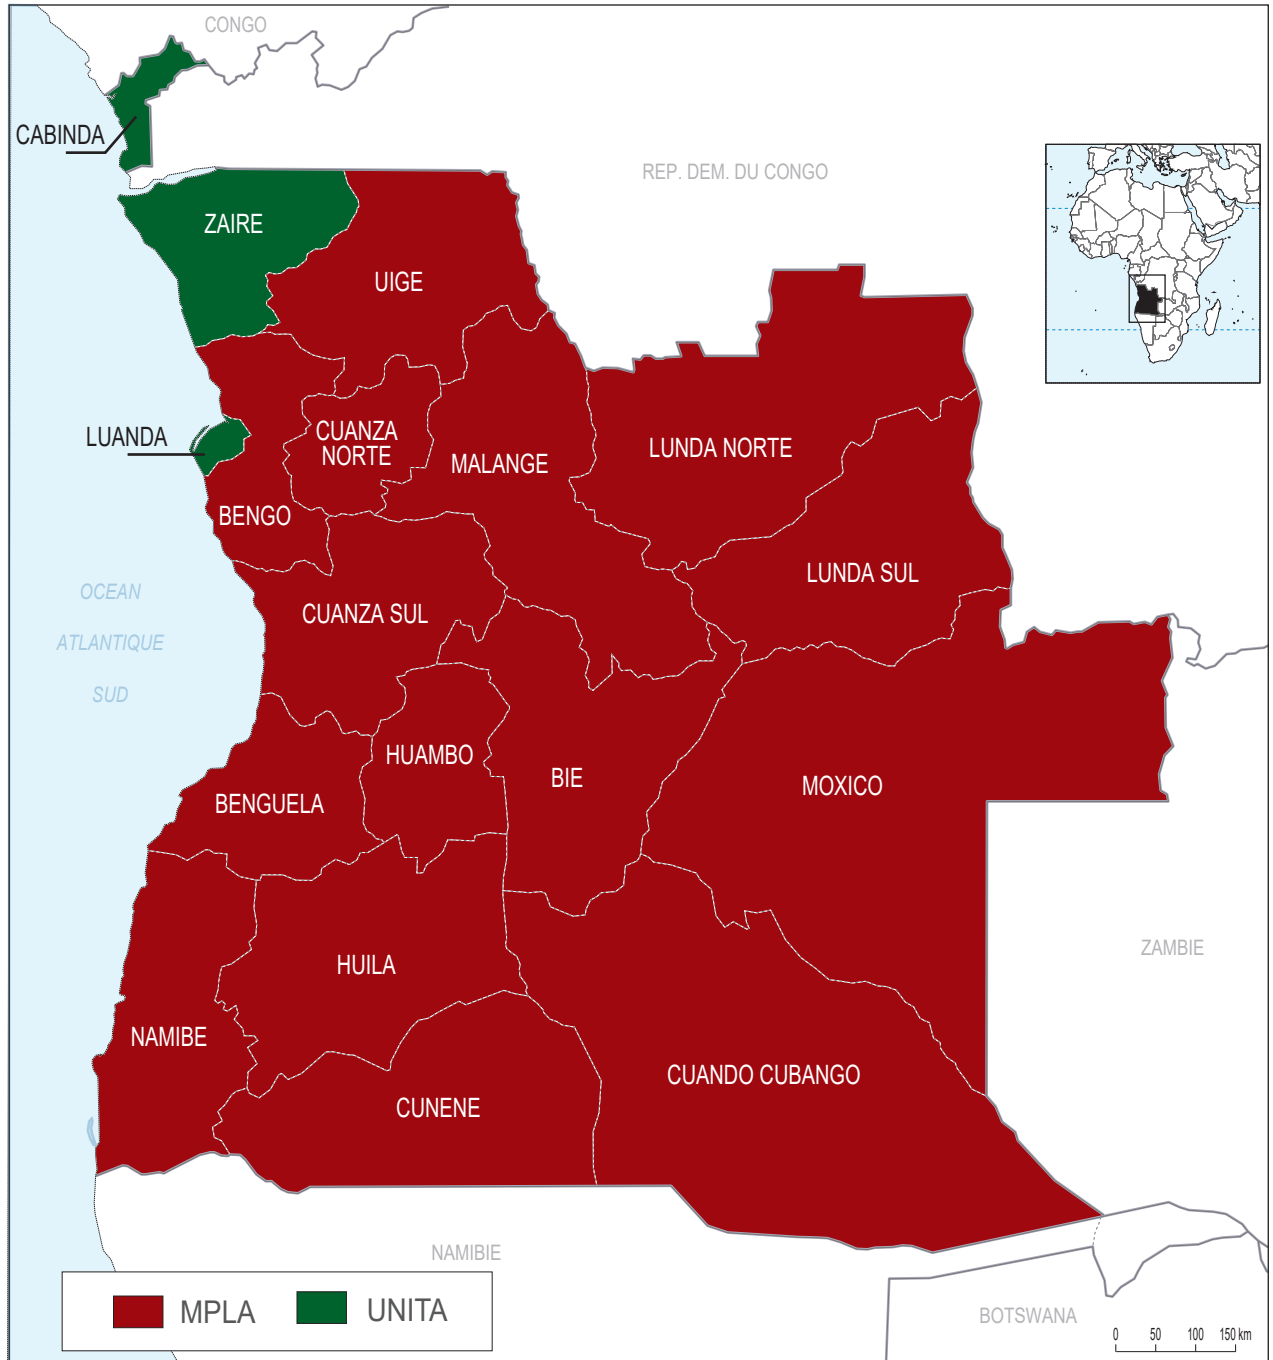 CONGO
CABINDA
REP. DEM. DU CONGO
ZAIRE
UIGE
LUANDA
CUANZA
NORTE
MALANGE
LUNDA NORTE
BENGO
LUNDA SUL
OCEAN
ATLANTIQUE
SUD
CUANZA SUL
HUAMBO
BIE
MOXICO
BENGUELA
ZAMBIE
HUILA
NAMIBE
CUANDO CUBANGO
CUNENE
NAMIBIE
BOTSWANA
MPLA
UNITA
0 50 100 150 km